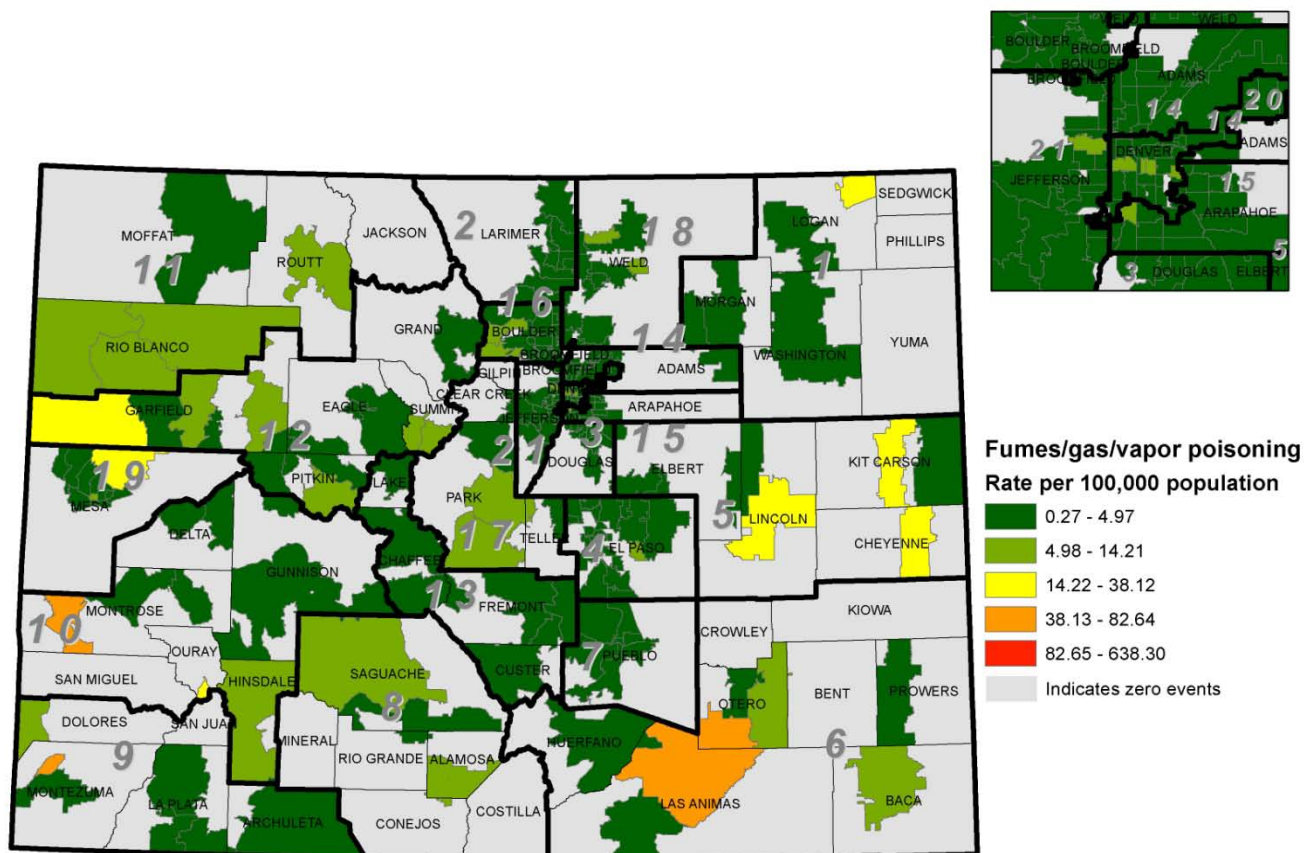 WELD
WELD
BOULDER
BROOMFIELD
BOULDER
BROOMFIELD
ADAMS
14
20
14
DENVER
ADAMS
21
JEFFERSON
15
ARAPAHOE
5
3
DOUGLAS
ELBERT
MOFFAT
11
ROUTT
JACKSON
2
LARIMER
18
WELD
LOGAN
1
SEDGWICK
PHILLIPS
RIO BLANCO
GRAND
16
BOULDER
MORGAN
14
WASHINGTON
YUMA
BROOMFIELD
BROOMFIELD
ADAMS
GILPIN
CLEAR CREEK
GARFIELD
EAGLE
SUMMI
12
JEFFERSON
ARAPAHOE
21
3
15
DOUGLAS
ELBERT
KIT CARSON
19
MESA
PITKIN
LAKE
PARK
17
TELLER
5
LINCOLN
CHEYENNE
DELTA
GUNNISON
CHAFFEE
4
EL PASO
13
FREMONT
MONTROSE
10
OURAY
KIOWA
CROWLEY
7
PUEBLO
SAN MIGUEL
HINSDALE
SAGUACHE
8
CUSTER
OTERO
BENT
PROWERS
DOLORES
SAN JUAN
9
MINERAL
RIO GRANDE
ALAMOSA
HUERFANO
6
MONTEZUMA
LA PLATA
ARCHULETA
CONEJOS
COSTILLA
LAS ANIMAS
BACA
Fumes/gas/vapor poisoning
Rate per 100,000 population
0.27 - 4.97
4.98 - 14.21
14.22 - 38.12
38.13 - 82.64
82.65 - 638.30
Indicates zero events